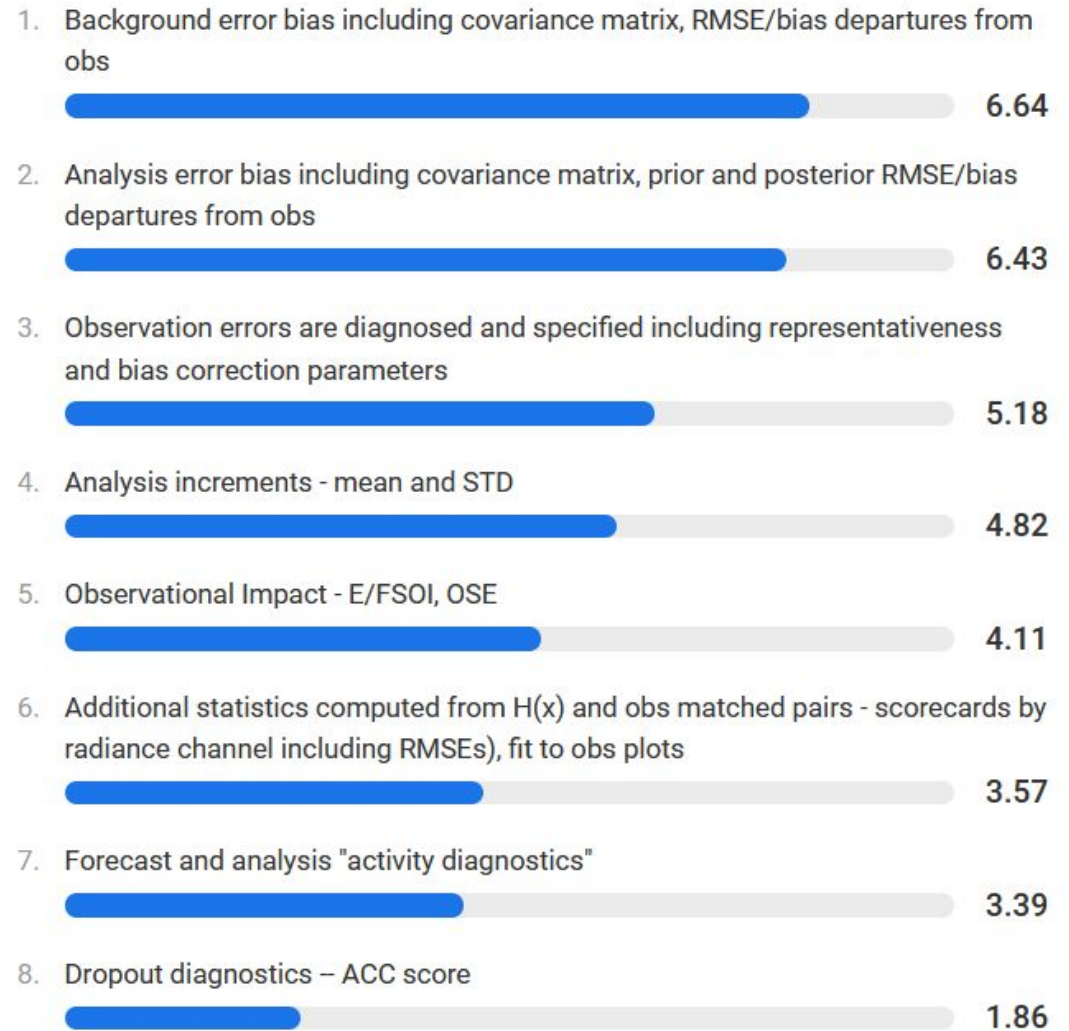 1. Background error bias including covariance matrix, RMSE/bias departures from
obs
6.64
2. Analysis error bias including covariance matrix, prior and posterior RMSE/bias
departures from obs
6.43
3. Observation errors are diagnosed and specified including representativeness
and bias correction parameters
5.18
4. Analysis increments - mean and STD
4.82
5. Observational Impact - E/FSOI, OSE
4.11
6. Additional statistics computed from H(x) and obs matched pairs - scorecards by
radiance channel including RMSEs), fit to obs plots
3.57
7. Forecast and analysis "activity diagnostics"
3.39
8. Dropout diagnostics – ACC score
1.86